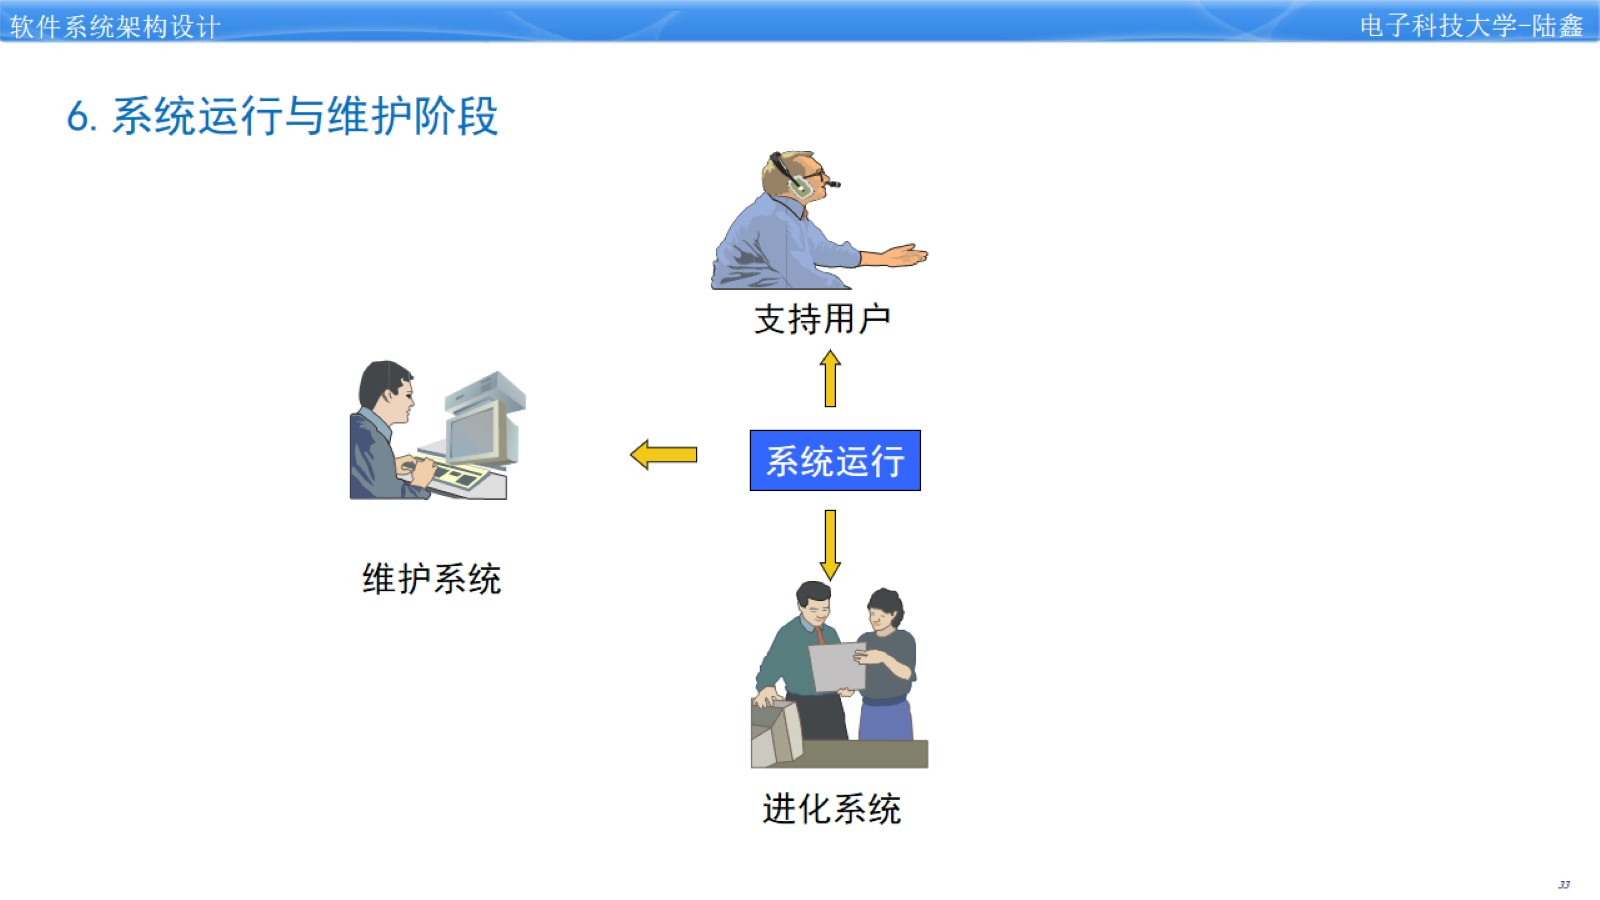 软件系统架构设计
电子科技大学-陆鑫
6.系统运行与维护阶段
支持用户
系统运行
维护系统
进化系统
33